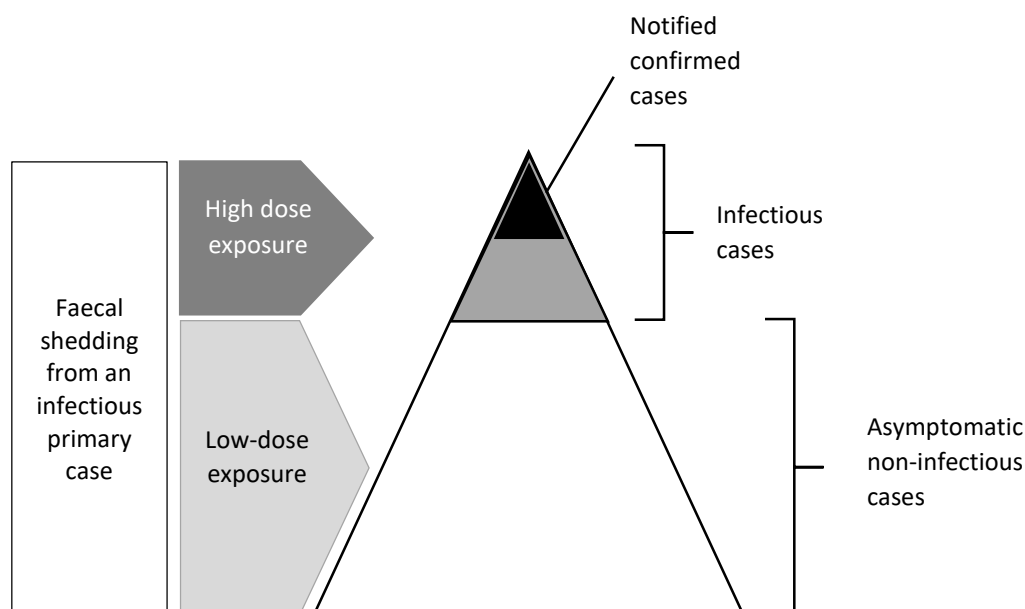 Notified
confirmed
cases
High dose
exposure
Infectious
cases
Faecal
shedding
from an
infectious
primary
case
Low-dose
exposure
Asymptomatic
non-infectious
cases